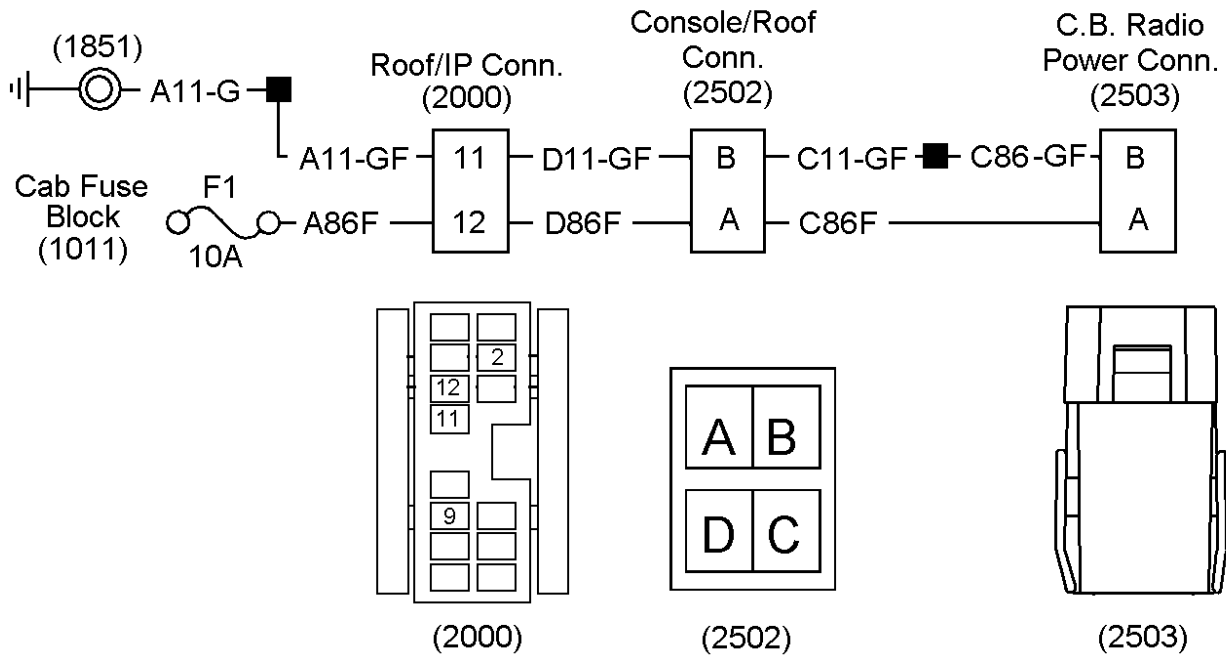 (1851)
A11-G
Roof/IP Conn.
(2000)
Console/Roof
Conn.
(2502)
C.B. Radio
Power Conn.
(2503)
A11-GF
11
D11-GF
B
C11-GF
C86-GF
B
Cab Fuse
Block
(1011)
F1
10A
A86F
12
D86F
A
C86F
A
2
12
11
9
A B
D C
(2000)
(2502)
(2503)